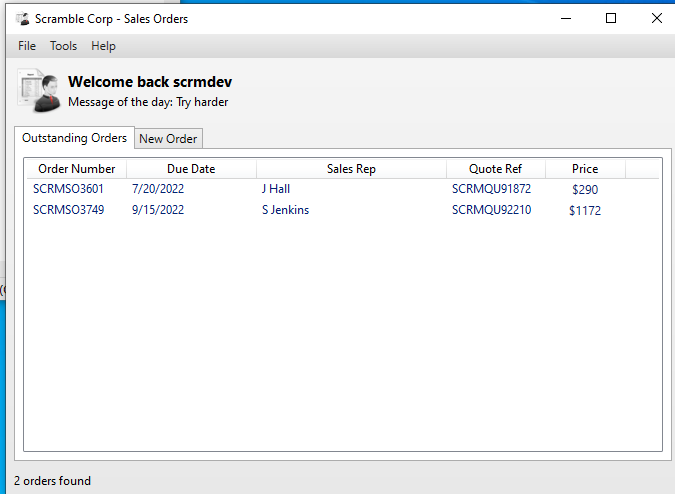 Scramble Corp - Sales Orders
File Tools Help
Welcome back scrmdev
Message of the day: Try harder
Outstanding Orders New Order
Order Number Due Date Sales Rep Quote Ref Price
SCRMSO3601 7/20/2022 J Hall SCRMQU91872 $290
SCRMSO3749 9/15/2022 S Jenkins SCRMQU92210 $1172
2 orders found